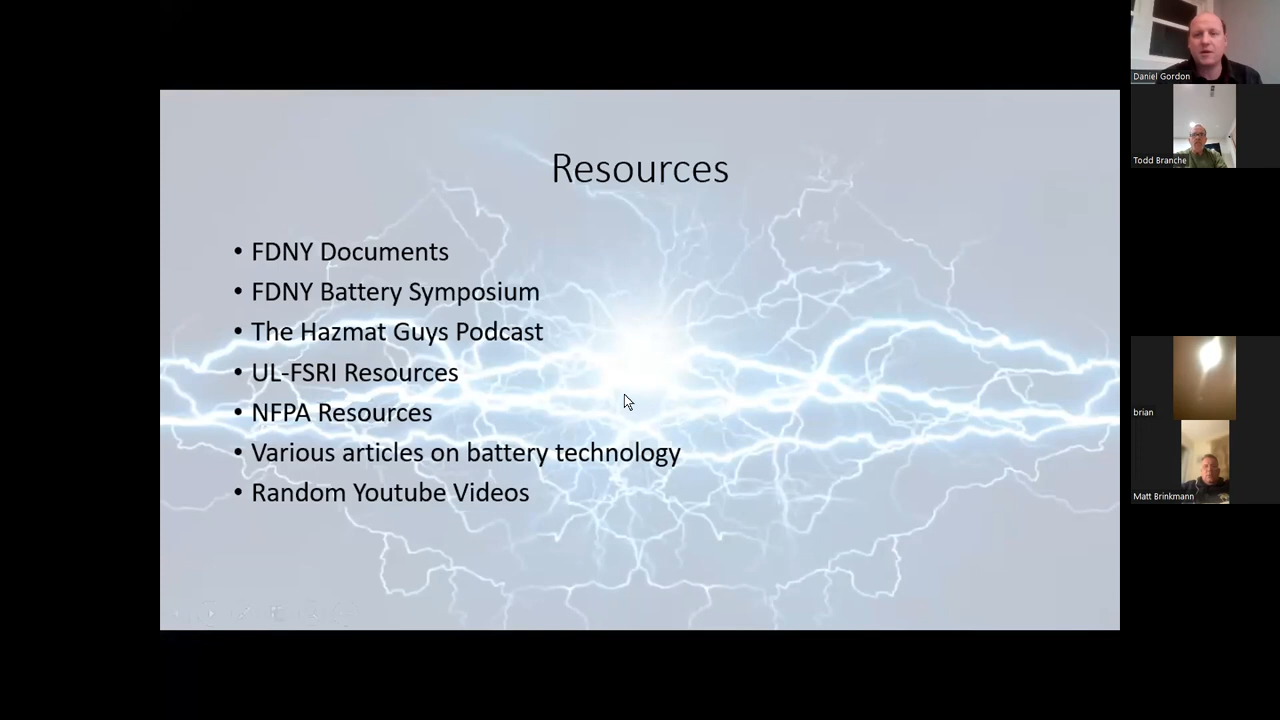 Resources
• FDNY Documents
• FDNY Battery Symposium
• The Hazmat Guys Podcast
• UL-FSRI Resources
• NFPA Resources
• Various articles on battery technology
• Random Youtube Videos
Daniel Gordon
Todd Branche
brian
Matt Brinkmann